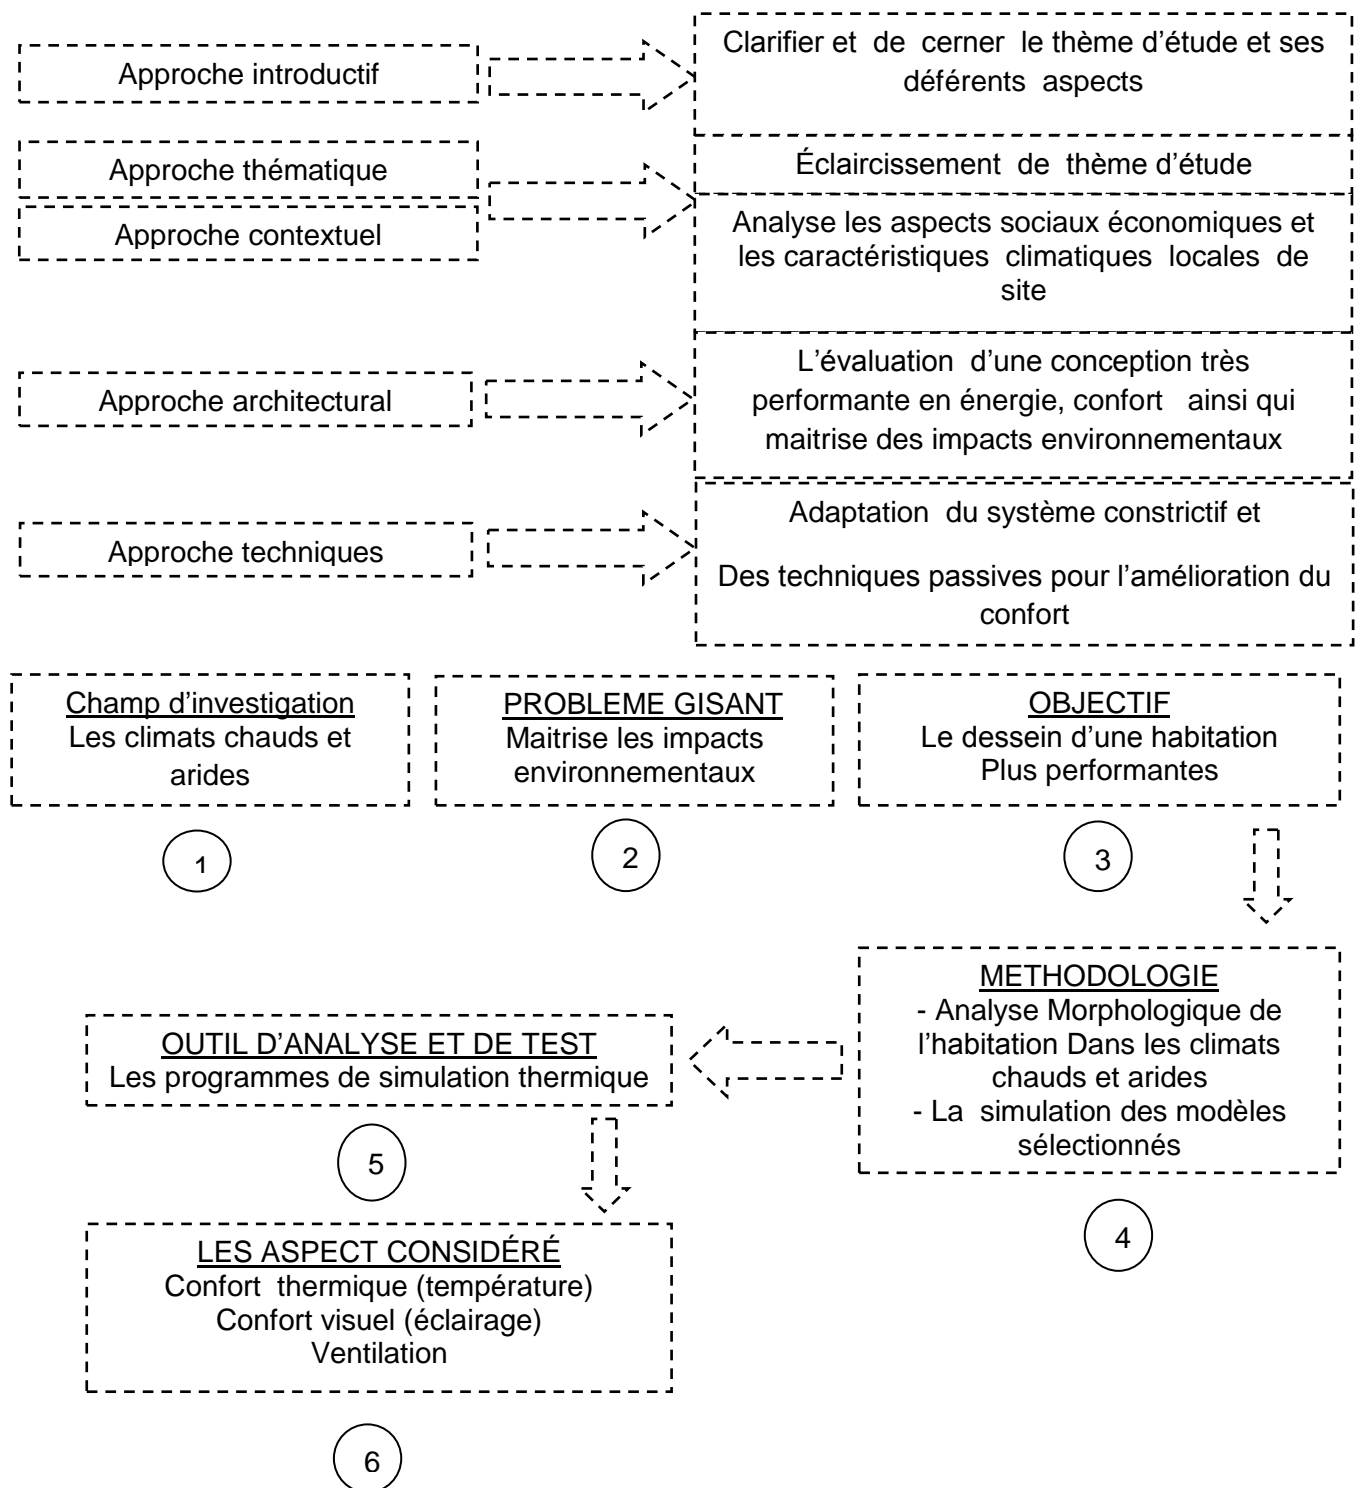 Approche introductif
Clarifier et de cerner le thème d'étude et ses
déférents aspects
Approche thématique
Approche contextuel
Éclaircissement de thème d'étude
Analyse les aspects sociaux économiques et
les caractéristiques climatiques locales de
site
Approche architectural
L'évaluation d'une conception très
performante en énergie, confort ainsi qui
maitrise des impacts environnementaux
Approche techniques
Adaptation du système constrictif et
Des techniques passives pour l'amélioration du
confort
Champ d'investigation
Les climats chauds et
arides
1
PROBLEME GISANT
Maitrise les impacts
environnementaux
2
OBJECTIF
Le dessein d'une habitation
Plus performantes
3
METHODOLOGIE
- Analyse Morphologique de
l'habitation Dans les climats
chauds et arides
- La simulation des modèles
sélectionnés
4
OUTIL D'ANALYSE ET DE TEST
Les programmes de simulation thermique
5
LES ASPECT CONSIDÉRÉ
Confort thermique (température)
Confort visuel (éclairage)
Ventilation
6